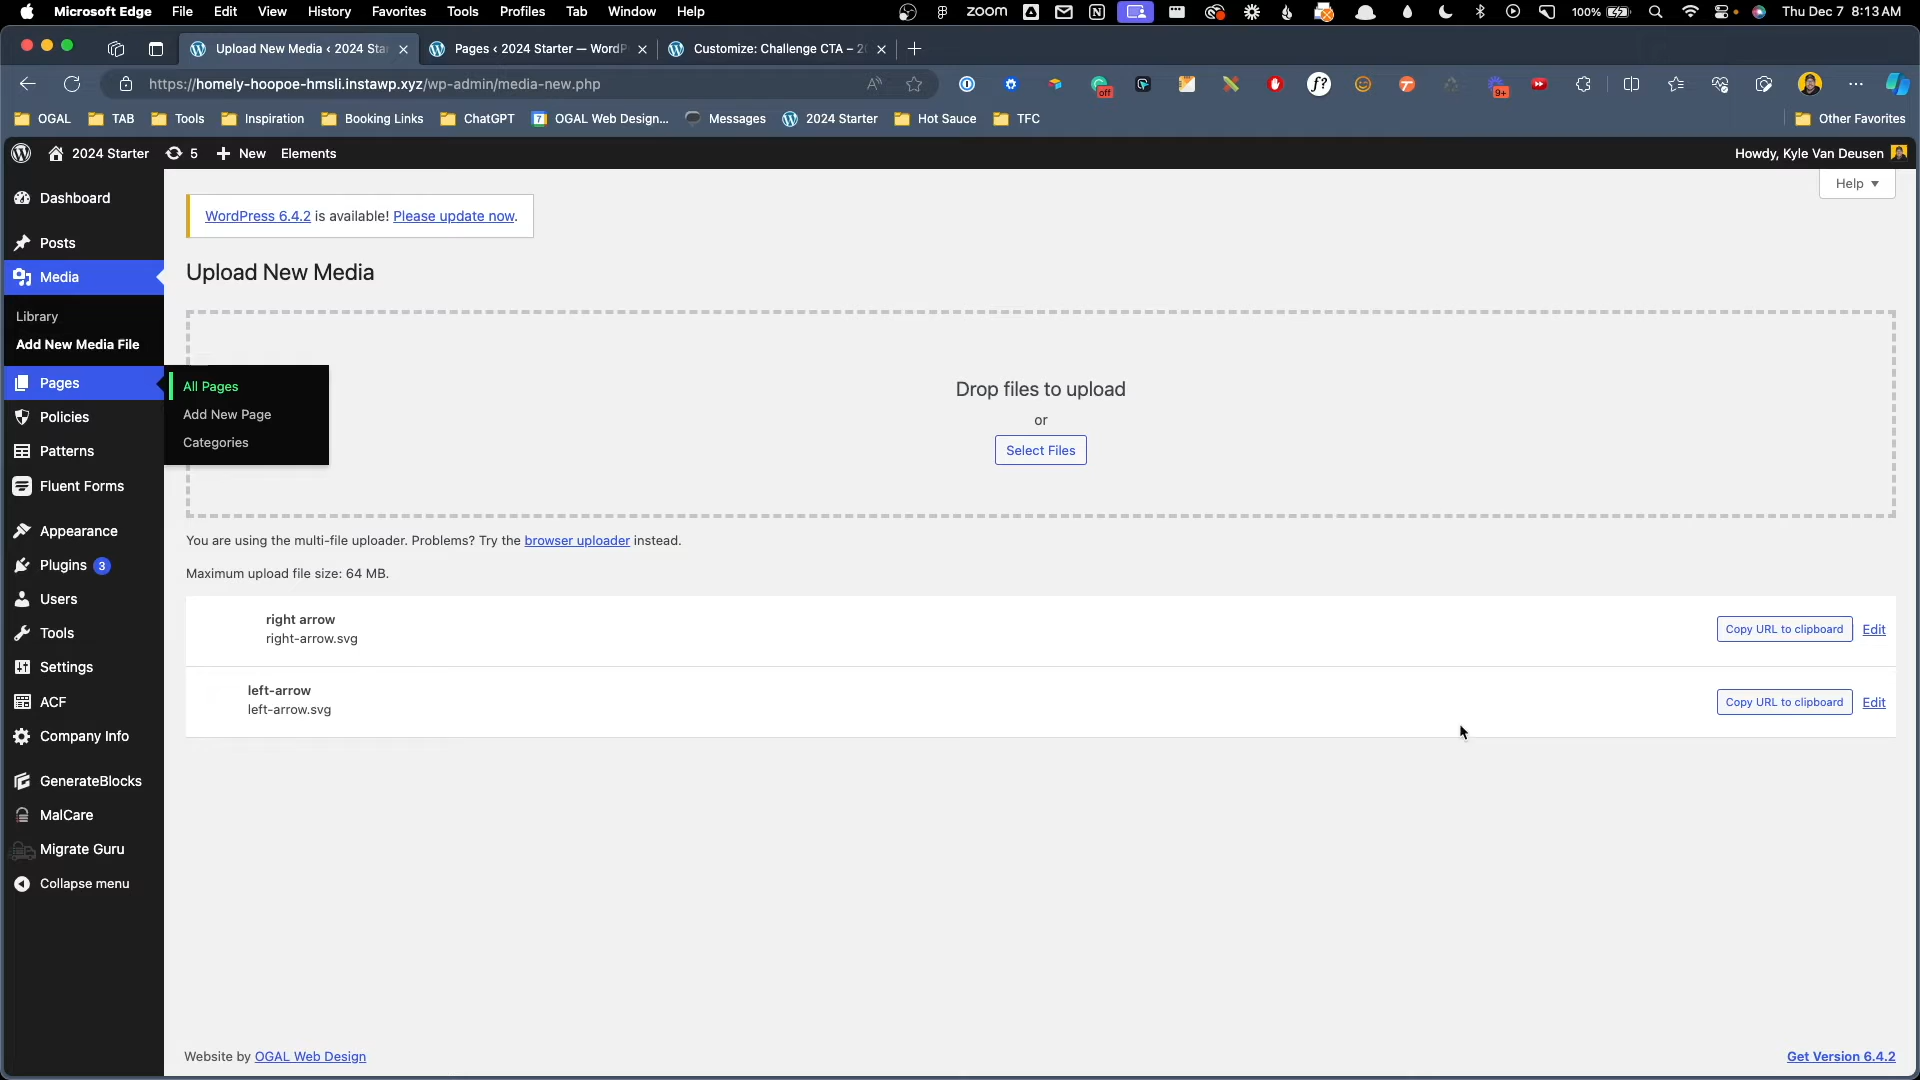 Microsoft Edge File Edit View History Favorites Tools Profiles Tab Window Help
zoom 100% Thu Dec 7 8:13 AM
Upload New Media ‹ 2024 Star
Pages ‹ 2024 Starter — WordP
Customize: Challenge CTA – 20
https://homely-hoopoe-hmsli.instawp.xyz/wp-admin/media-new.php
off
f?
9+
OGAL TAB Tools Inspiration Booking Links ChatGPT 7 OGAL Web Design... Messages 2024 Starter Hot Sauce TFC Other Favorites
2024 Starter 5 New Elements Howdy, Kyle Van Deusen
Help
Dashboard
Posts
Media
Library
Add New Media File
Pages
All Pages
Add New Page
Categories
Policies
Patterns
Fluent Forms
Appearance
Plugins 3
Users
Tools
Settings
ACF
Company Info
GenerateBlocks
MalCare
Migrate Guru
Collapse menu
WordPress 6.4.2 is available! Please update now.
Upload New Media
Drop files to upload
or
Select Files
You are using the multi-file uploader. Problems? Try the browser uploader instead.
Maximum upload file size: 64 MB.
right arrow
right-arrow.svg
Copy URL to clipboard Edit
left-arrow
left-arrow.svg
Copy URL to clipboard Edit
Website by OGAL Web Design
Get Version 6.4.2